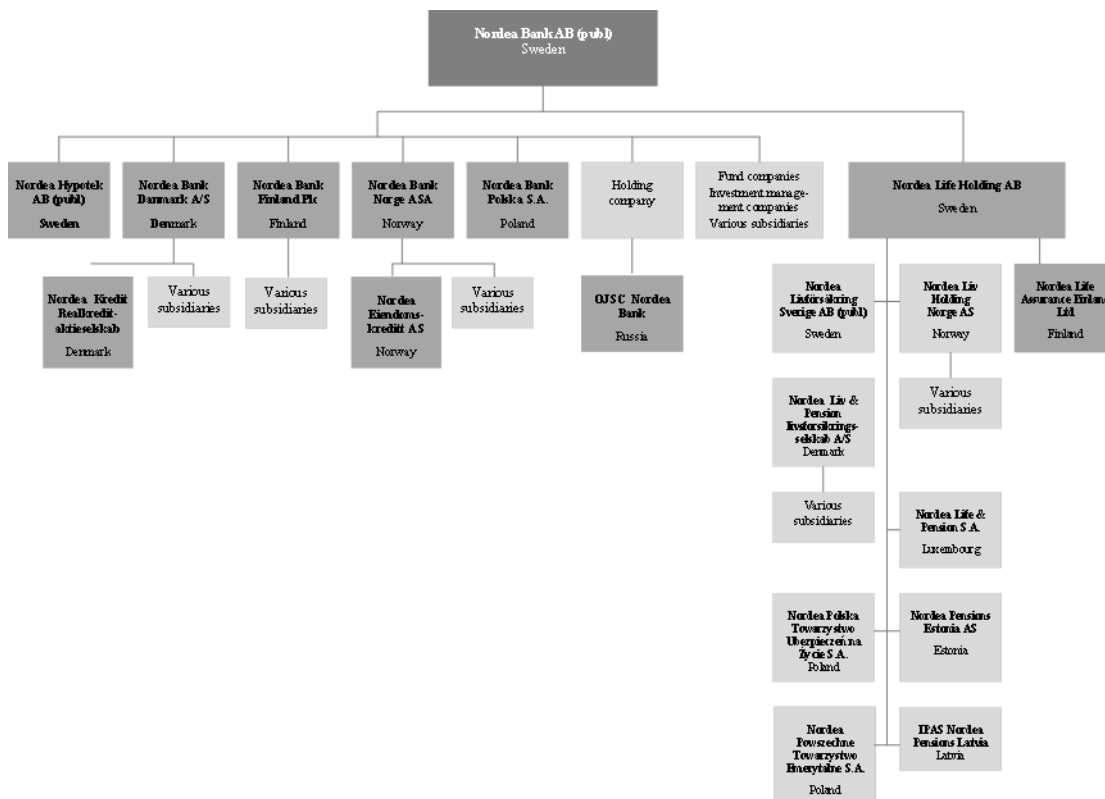 Nordea Bank AB (publ)
Sweden
Nordea Hypotek
AB (publ)
Sweden
Nordea Bank
Danmark A/S
Denmark
Nordea Bank
Finland Plc
Finland
Nordea Bank
Norge ASA
Norway
Nordea Bank
Polska S.A.
Poland
Holding
company
Fund companies
Investment manage-
ment companies
Various subsidiaries
Nordea Life Holding AB
Sweden
Nordea Kredit
Realkredit-
aktieselskab
Denmark
Various
subsidiaries
Various
subsidiaries
Nordea
Eiendoms-
kreditt AS
Norway
Various
subsidiaries
OJSC Nordea
Bank
Russia
Nordea
Livförsäkring
Sverige AB (publ)
Sweden
Nordea Liv
Holding
Norge AS
Norway
Nordea Life
Assurance Finlan
Ltd
Finland
Various
subsidiaries
Nordea Liv &
Pension
livsforsikrings-
selskab A/S
Denmark
Various
subsidiaries
Nordea Life &
Pension S.A.
Luxembourg
Nordea Polska
Towarzystwo
Ubezpieczeń na
Życie S.A.
Poland
Nordea Pensions
Estonia AS
Estonia
Nordea
Powszechne
Towarzystwo
Emerytalne S.A.
Poland
IPAS Nordea
Pensions Latvia
Latvia